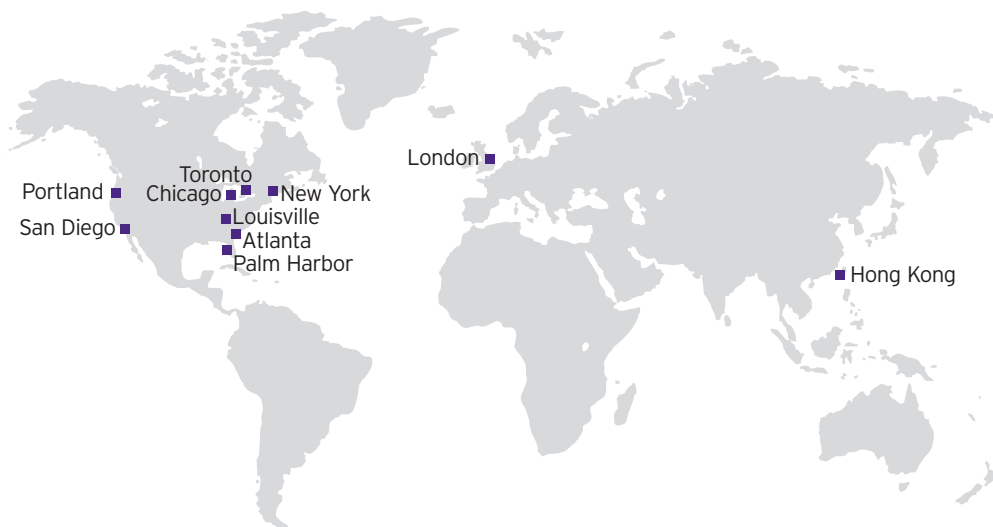 London
Toronto
Portland
Chicago
New York
Louisville
San Diego
Atlanta
Palm Harbor
Hong Kong